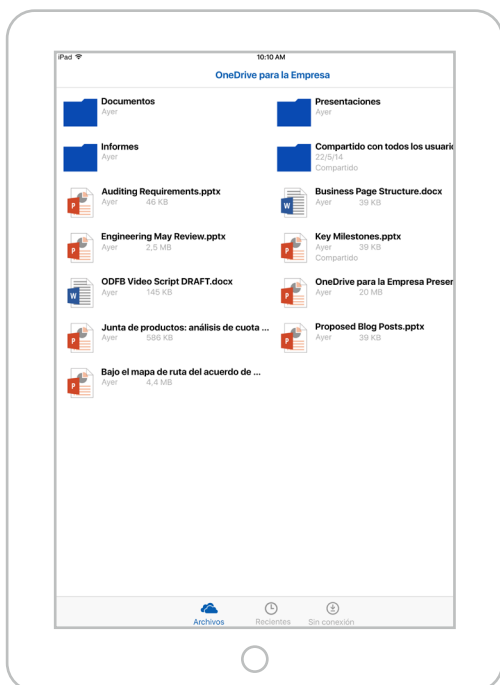 iPad 10:10 AM
OneDrive para la Empresa
Documentos
Ayer
Presentaciones
Ayer
Informes
Ayer
Compartido con todos los usuari
22/5/14
Compartido
Auditing Requirements.pptx
Ayer 46 KB
Business Page Structure.docx
Ayer 39 KB
Engineering May Review.pptx
Ayer 2,5 MB
Key Milestones.pptx
Ayer 39 KB
Compartido
ODFB Video Script DRAFT.docx
Ayer 145 KB
OneDrive para la Empresa Preser
Ayer 20 MB
Junta de productos: análisis de cuota ...
Ayer 586 KB
Proposed Blog Posts.pptx
Ayer 39 KB
Bajo el mapa de ruta del acuerdo de ...
Ayer 4,4 MB
Archivos Recientes Sin conexión